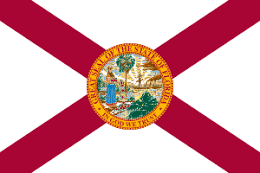 GREAT SEAL OF THE STATE OF FLORIDA
IN GOD WE TRUST